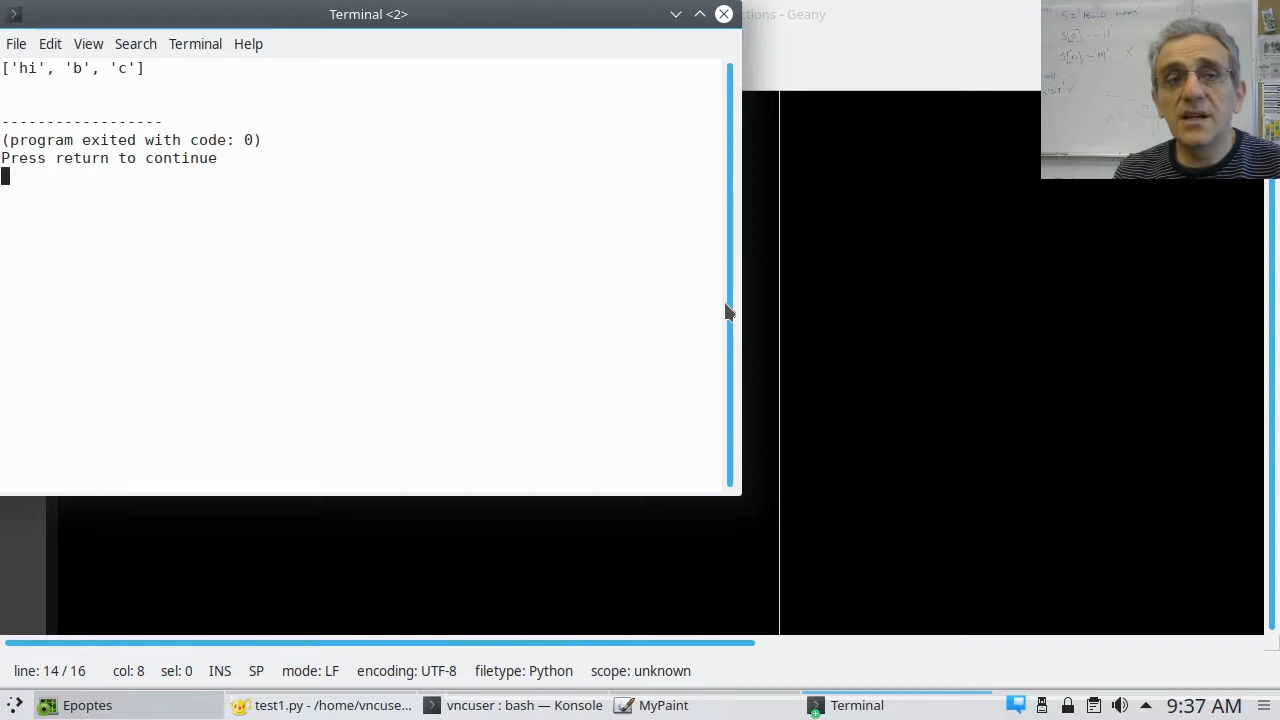 Terminal <2>
ctions - Geany
File Edit View Search Terminal Help
['hi', 'b', 'c']
------------------
(program exited with code: 0)
Press return to continue
line: 14 / 16 col: 8 sel: 0 INS SP mode: LF encoding: UTF-8 filetype: Python scope: unknown
Epoptes test1.py - /home/vncuse... vncuser : bash — Konsole MyPaint Terminal 9:37 AM